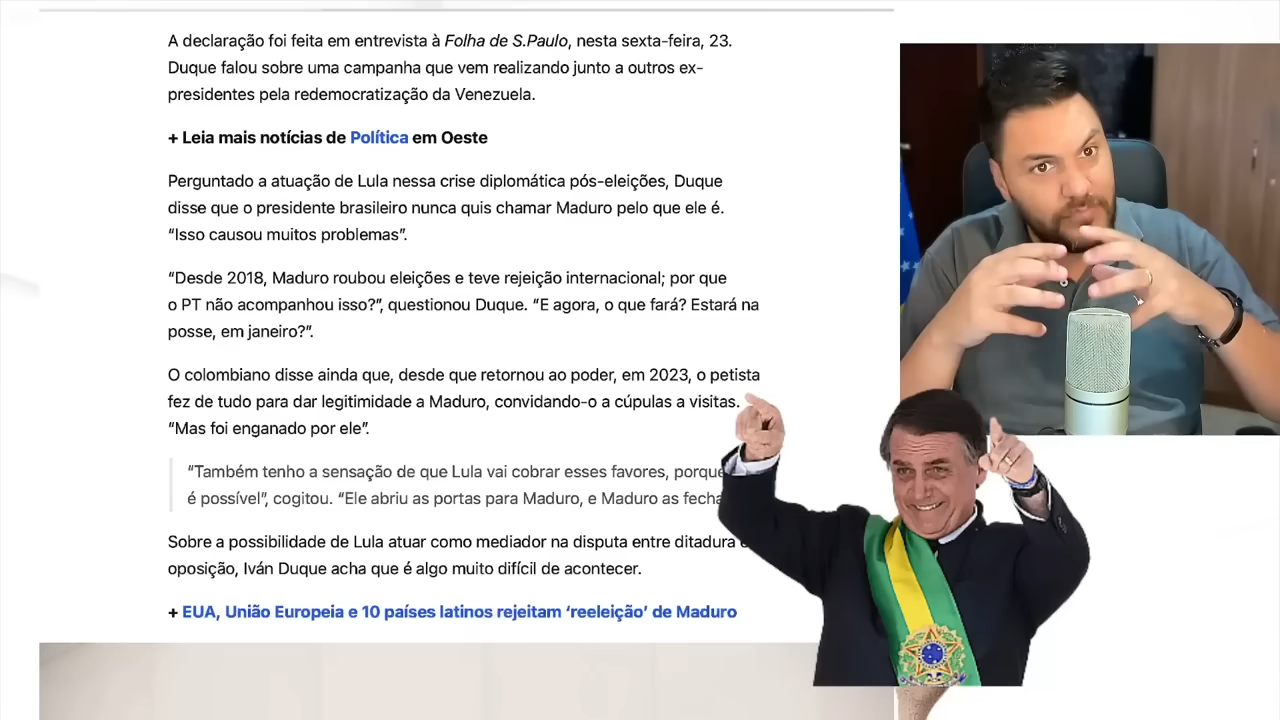 A declaração foi feita em entrevista à Folha de S.Paulo, nesta sexta-feira, 23.
Duque falou sobre uma campanha que vem realizando junto a outros ex-
presidentes pela redemocratização da Venezuela.
+ Leia mais notícias de Política em Oeste
Perguntado a atuação de Lula nessa crise diplomática pós-eleições, Duque
disse que o presidente brasileiro nunca quis chamar Maduro pelo que ele é.
“Isso causou muitos problemas”.
“Desde 2018, Maduro roubou eleições e teve rejeição internacional; por que
o PT não acompanhou isso?”, questionou Duque. “E agora, o que fará? Estará na
posse, em janeiro?”.
O colombiano disse ainda que, desde que retornou ao poder, em 2023, o petista
fez de tudo para dar legitimidade a Maduro, convidando-o a cúpulas a visitas.
“Mas foi enganado por ele”.
“Também tenho a sensação de que Lula vai cobrar esses favores, porque
é possível”, cogitou. “Ele abriu as portas para Maduro, e Maduro as
Sobre a possibilidade de Lula atuar como mediador na disputa entre ditadura
oposição, Iván Duque acha que é algo muito difícil de acontecer.
+ EUA, União Europeia e 10 países latinos rejeitam ‘reeleição’ de Maduro